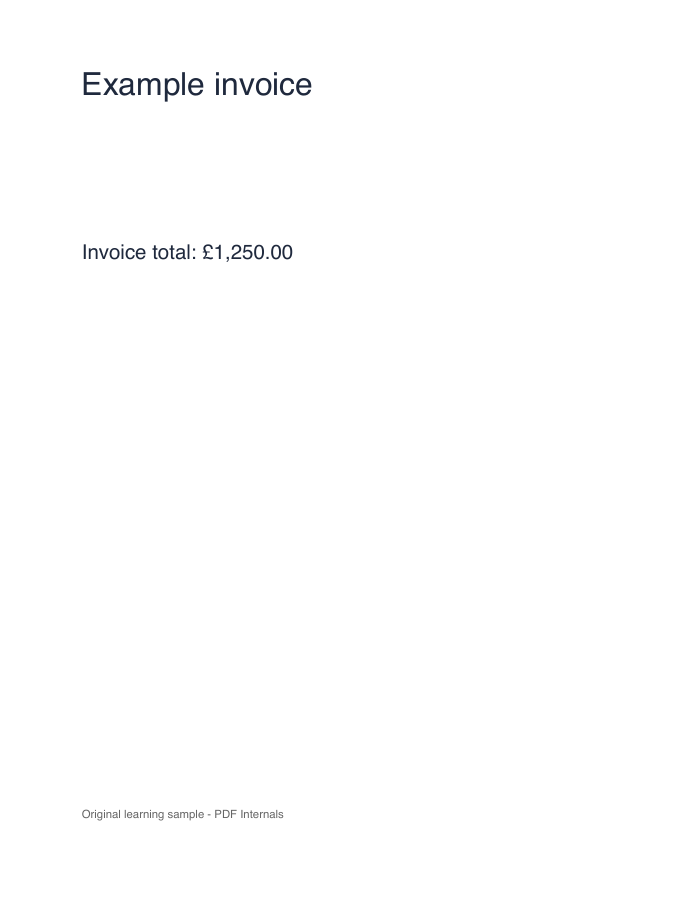 Example invoice
Invoice total: £1,250.00
Original learning sample - PDF Internals